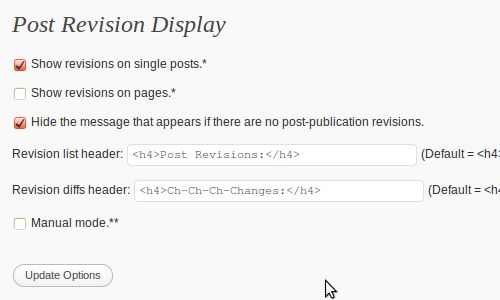 Post Revision Display
Show revisions on single posts.*
Show revisions on pages.*
Hide the message that appears if there are no post-publication revisions.
Revision list header: <h4>Post Revisions:</h4> (Default = <h4>
Revision diffs header: <h4>Ch-Ch-Ch-Changes:</h4> (Default = <h4
Manual mode.**
Update Options